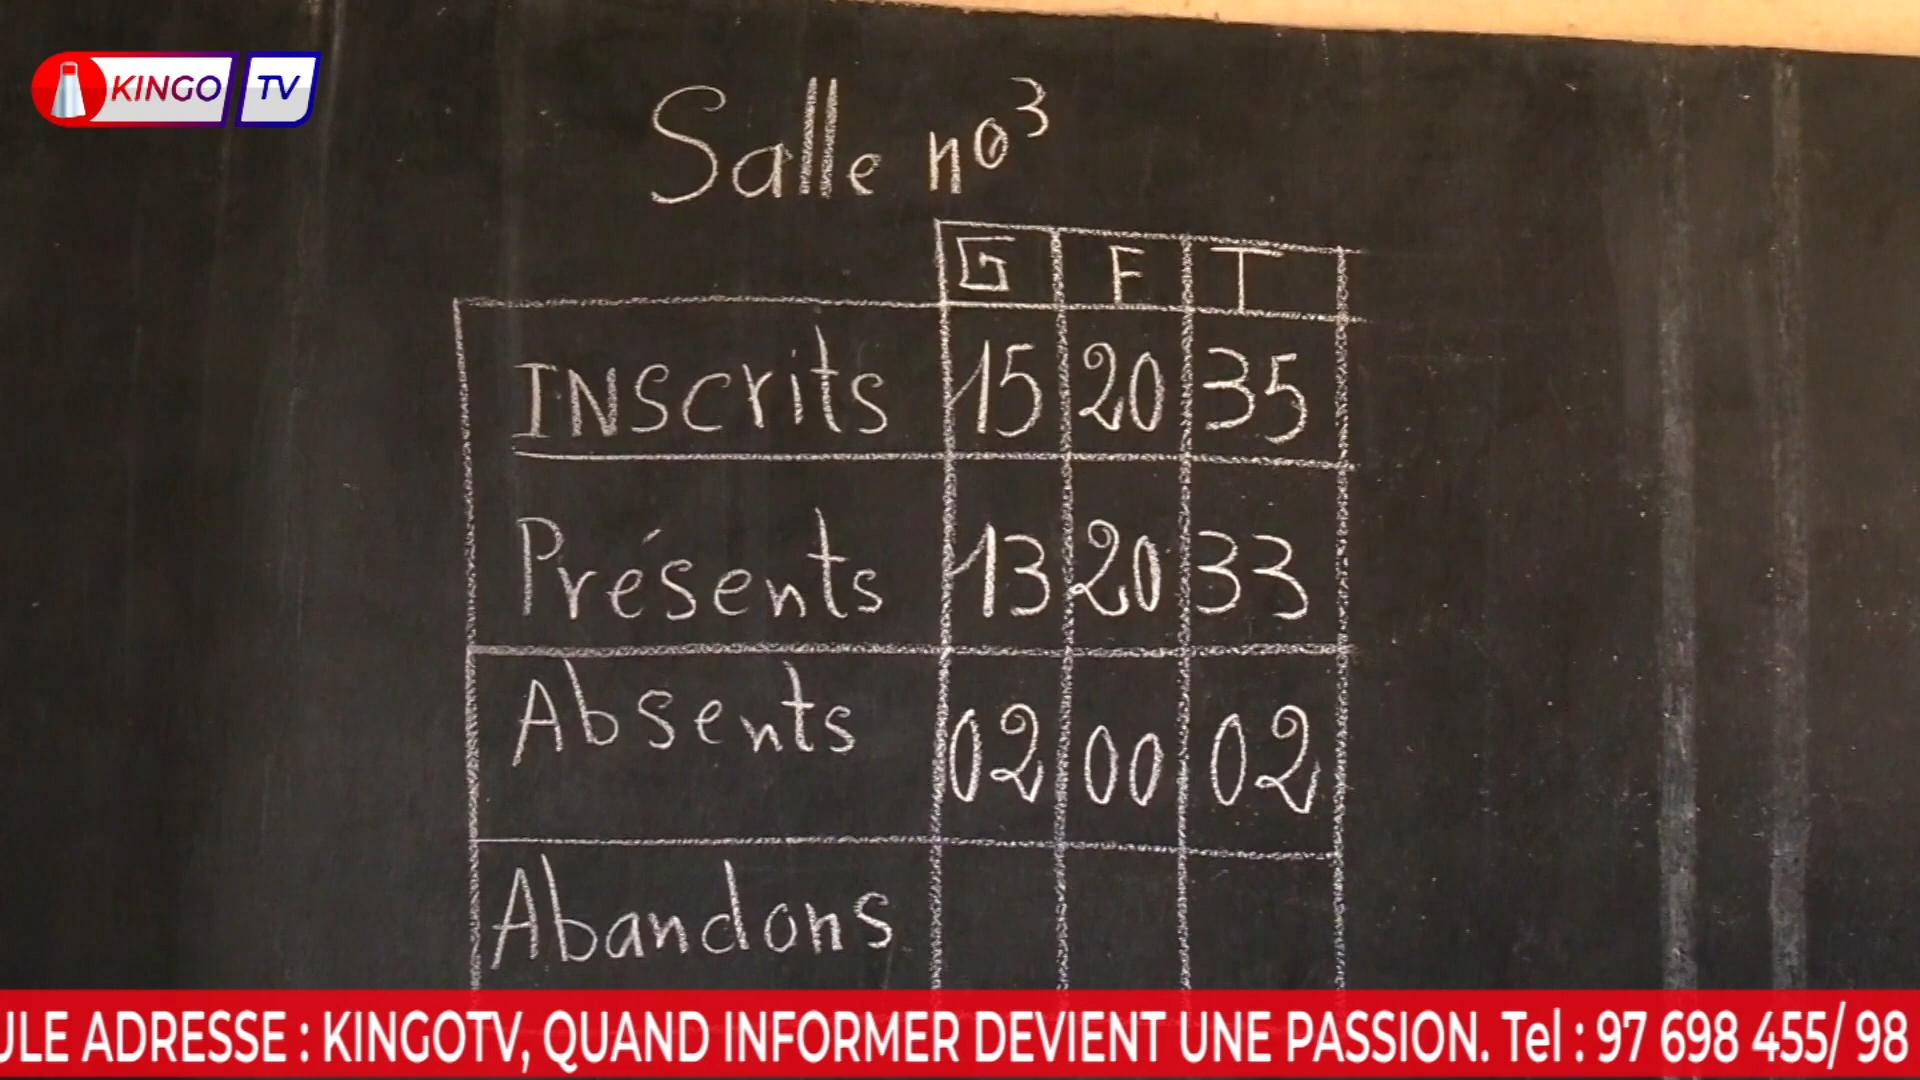 KINGO TV
Salle no 3
G F T
INscrits 15 20 35
Présents 13 20 33
Absents 02 00 02
Abandons
ULE ADRESSE : KINGOTV, QUAND INFORMER DEVIENT UNE PASSION. Tel : 97 698 455/ 98